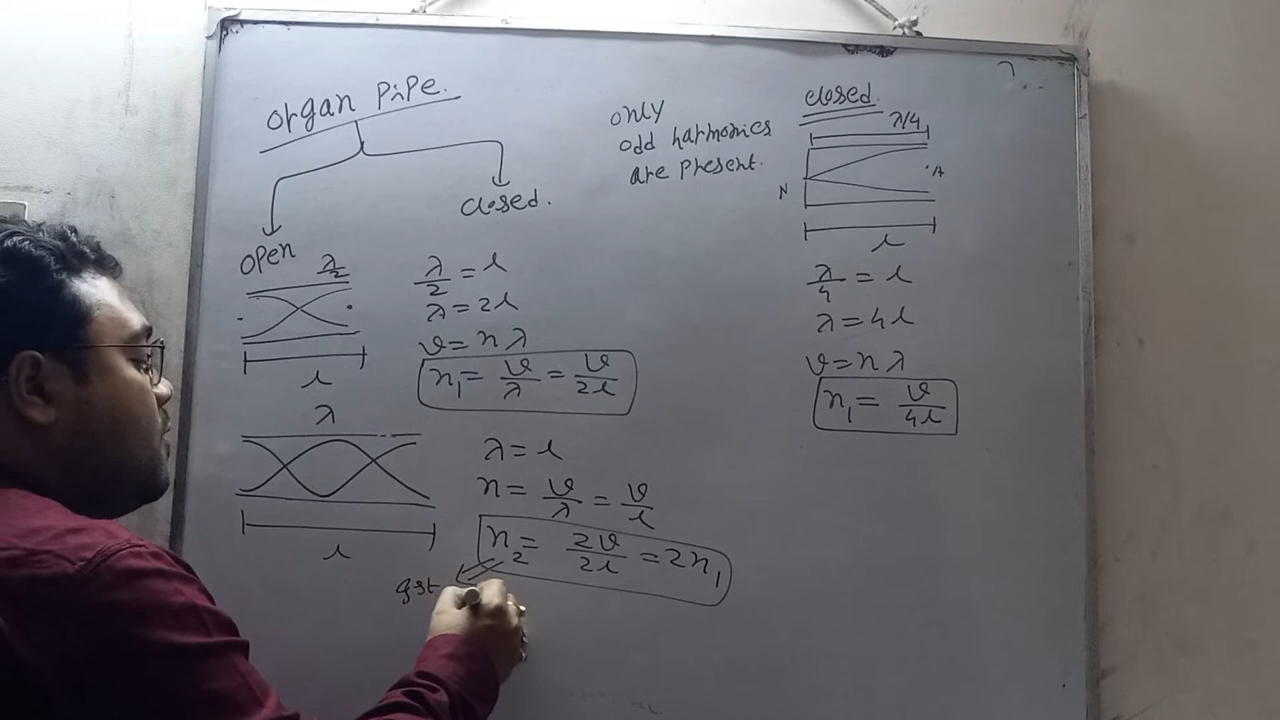 organ pipe.
open
closed.
λ/2
l
λ/2 = l
λ = 2l
v = n λ
n₁ = v/λ = v/2l
λ
l
λ = l
n = v/λ = v/l
n₂ = 2v/2l = 2n₁
only
odd harmonics
are present.
closed.
λ/4
N
A
l
λ/4 = l
λ = 4l
v = n λ
n₁ = v/4l